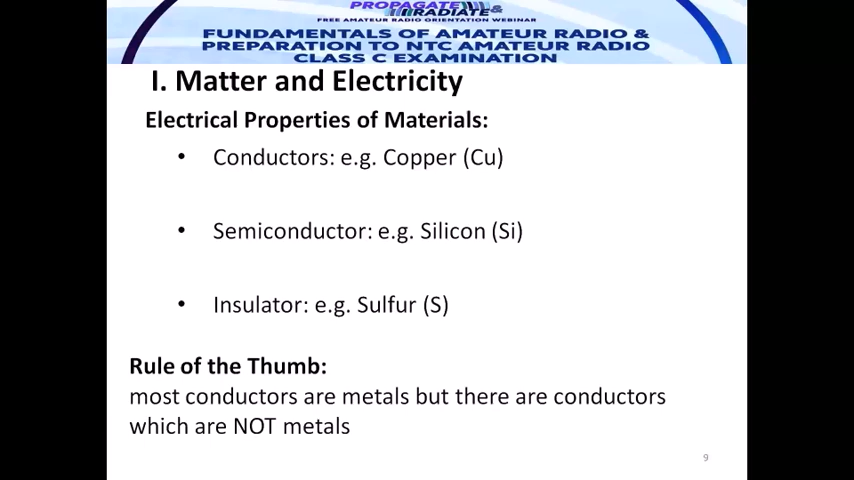 PROPAGATE &
RADIATE
FREE AMATEUR RADIO ORIENTATION WEBINAR
FUNDAMENTALS OF AMATEUR RADIO &
PREPARATION TO NTC AMATEUR RADIO
CLASS C EXAMINATION
I. Matter and Electricity
Electrical Properties of Materials:
• Conductors: e.g. Copper (Cu)
• Semiconductor: e.g. Silicon (Si)
• Insulator: e.g. Sulfur (S)
Rule of the Thumb:
most conductors are metals but there are conductors
which are NOT metals
9